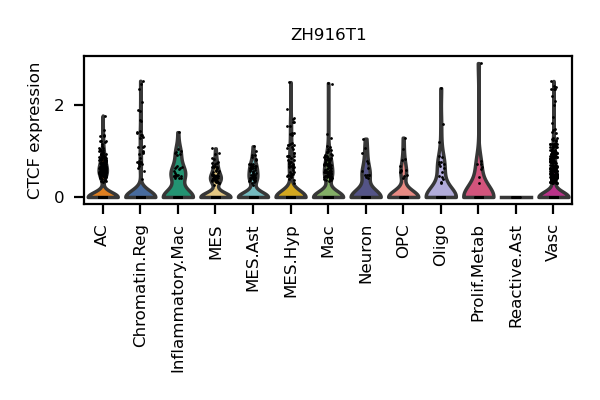 ZH916T1
CTCF expression
2
0
AC
Chromatin.Reg
Inflammatory.Mac
MES
MES.Ast
MES.Hyp
Mac
Neuron
OPC
Oligo
Prolif.Metab
Reactive.Ast
Vasc